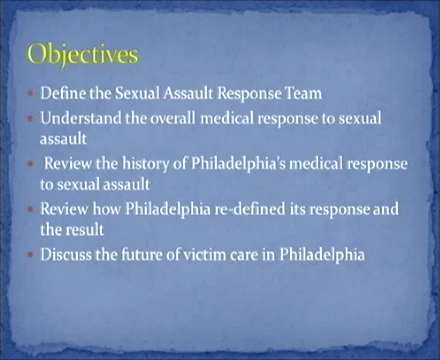 Objectives
Define the Sexual Assault Response Team
Understand the overall medical response to sexual
assault
Review the history of Philadelphia's medical response
to sexual assault
Review how Philadelphia re-defined its response and
the result
Discuss the future of victim care in Philadelphia